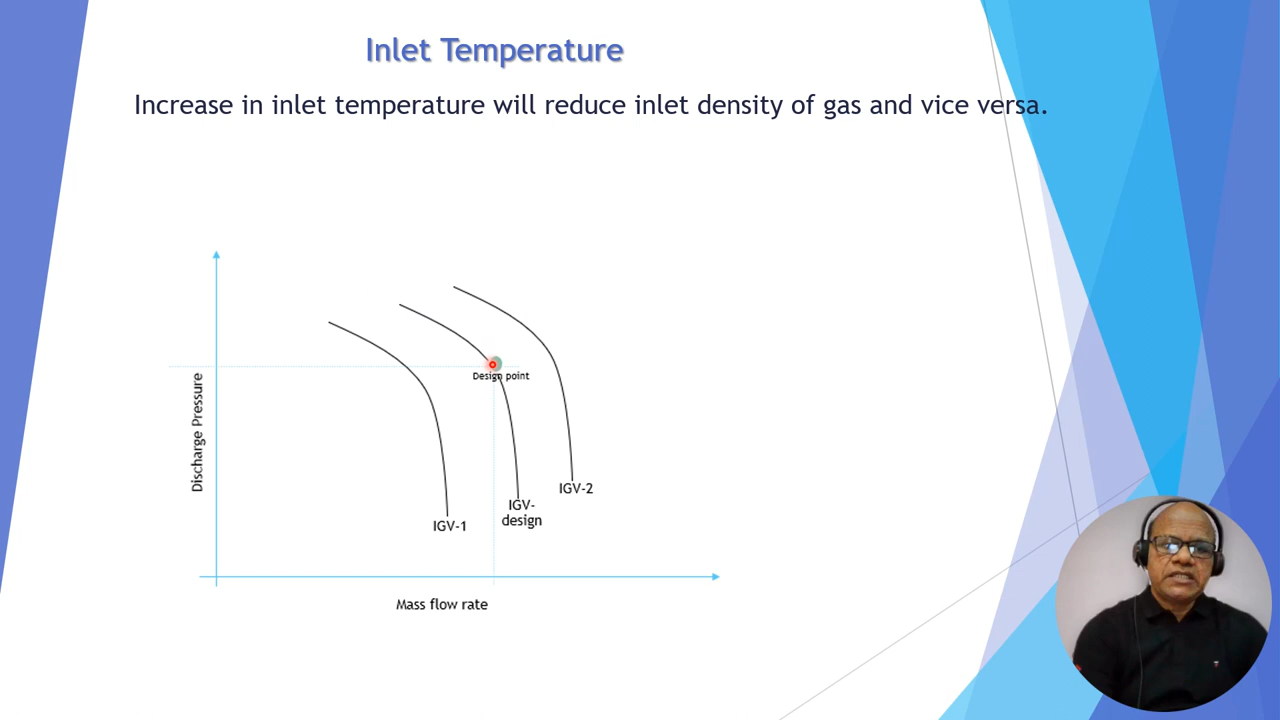 Inlet Temperature
Increase in inlet temperature will reduce inlet density of gas and vice versa.
Discharge Pressure
Design point
IGV-2
IGV-
design
IGV-1
Mass flow rate